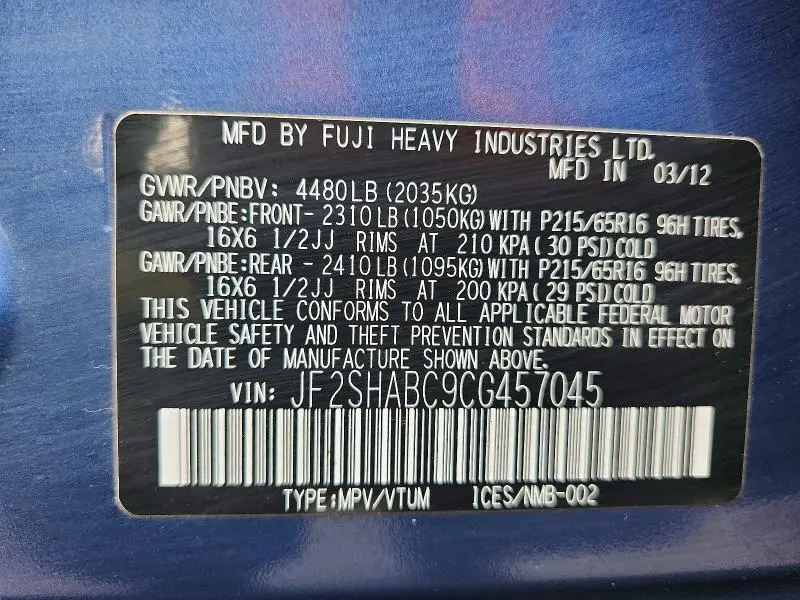 MFD BY FUJI HEAVY INDUSTRIES LTD.
MFD IN 03/12
GVWR/PNBV: 4480LB (2035KG)
GAWR/PNBE:FRONT- 2310LB (1050KG) WITH P215/65R16 96H TIRES,
16X6 1/2JJ RIMS AT 210 KPA ( 30 PSI) COLD
GAWR/PNBE:REAR - 2410LB (1095KG) WITH P215/65R16 96H TIRES,
16X6 1/2JJ RIMS AT 200 KPA ( 29 PSI) COLD
THIS VEHICLE CONFORMS TO ALL APPLICABLE FEDERAL MOTOR
VEHICLE SAFETY AND THEFT PREVENTION STANDARDS IN EFFECT ON
THE DATE OF MANUFACTURE SHOWN ABOVE.
VIN: JF2SHABC9CG457045
TYPE:MPV/VTUM ICES/NMB-002